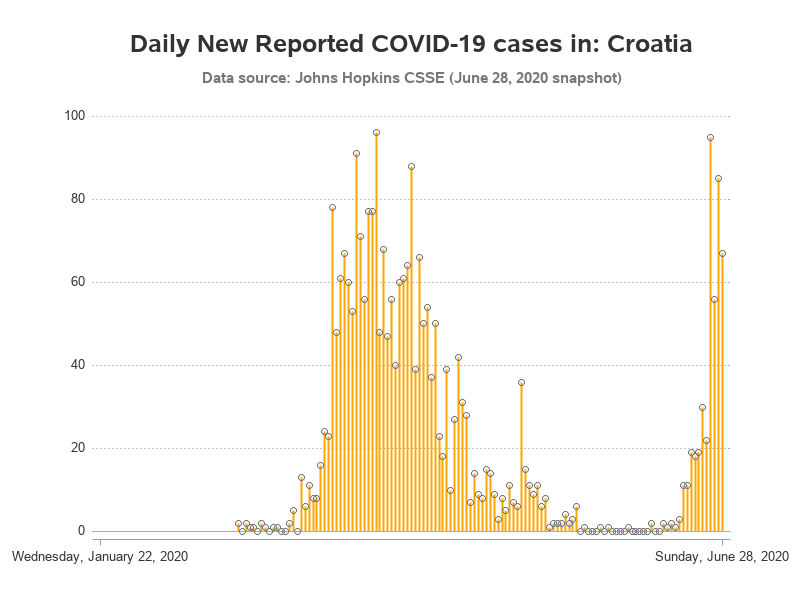 Daily New Reported COVID-19 cases in: Croatia
Data source: Johns Hopkins CSSE (June 28, 2020 snapshot)
100
80
60
40
20
0
Wednesday, January 22, 2020 Sunday, June 28, 2020